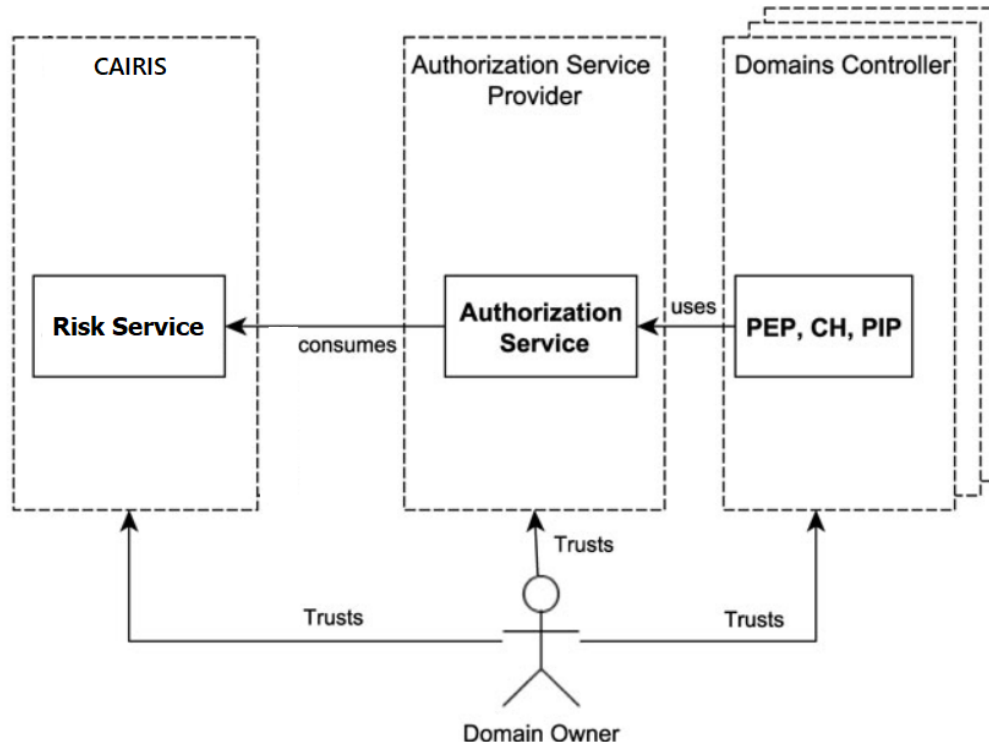 CAIRIS
Authorization Service
Provider
Domains Controller
Risk Service
consumes
Authorization
Service
uses
PEP, CH, PIP
Trusts
Trusts
Trusts
Domain Owner